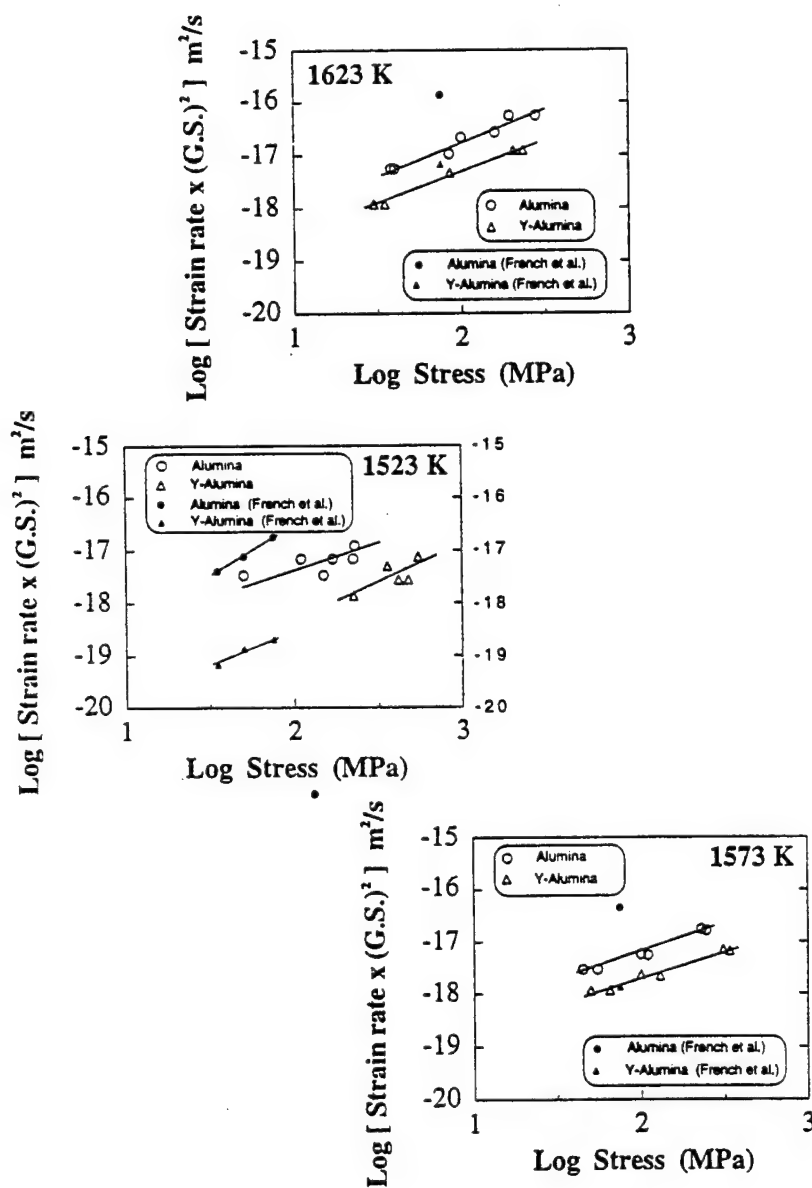 -15
1623 K
-16
-17
-18
-19
-20
Log [ Strain rate x (G.S.)² ] m²/s
Alumina
Y-Alumina
Alumina (French et al.)
Y-Alumina (French et al.)
1 2 3
Log Stress (MPa)
-15 -15
1523 K
Alumina
Y-Alumina
Alumina (French et al.)
Y-Alumina (French et al.)
-16 -16
-17 -17
-18 -18
-19 -19
-20 -20
Log [ Strain rate x (G.S.)² ] m²/s
1 2 3
Log Stress (MPa)
-15
1573 K
Alumina
Y-Alumina
-16
-17
-18
-19
-20
Log [ Strain rate x (G.S.)² ] m²/s
Alumina (French et al.)
Y-Alumina (French et al.)
1 2 3
Log Stress (MPa)